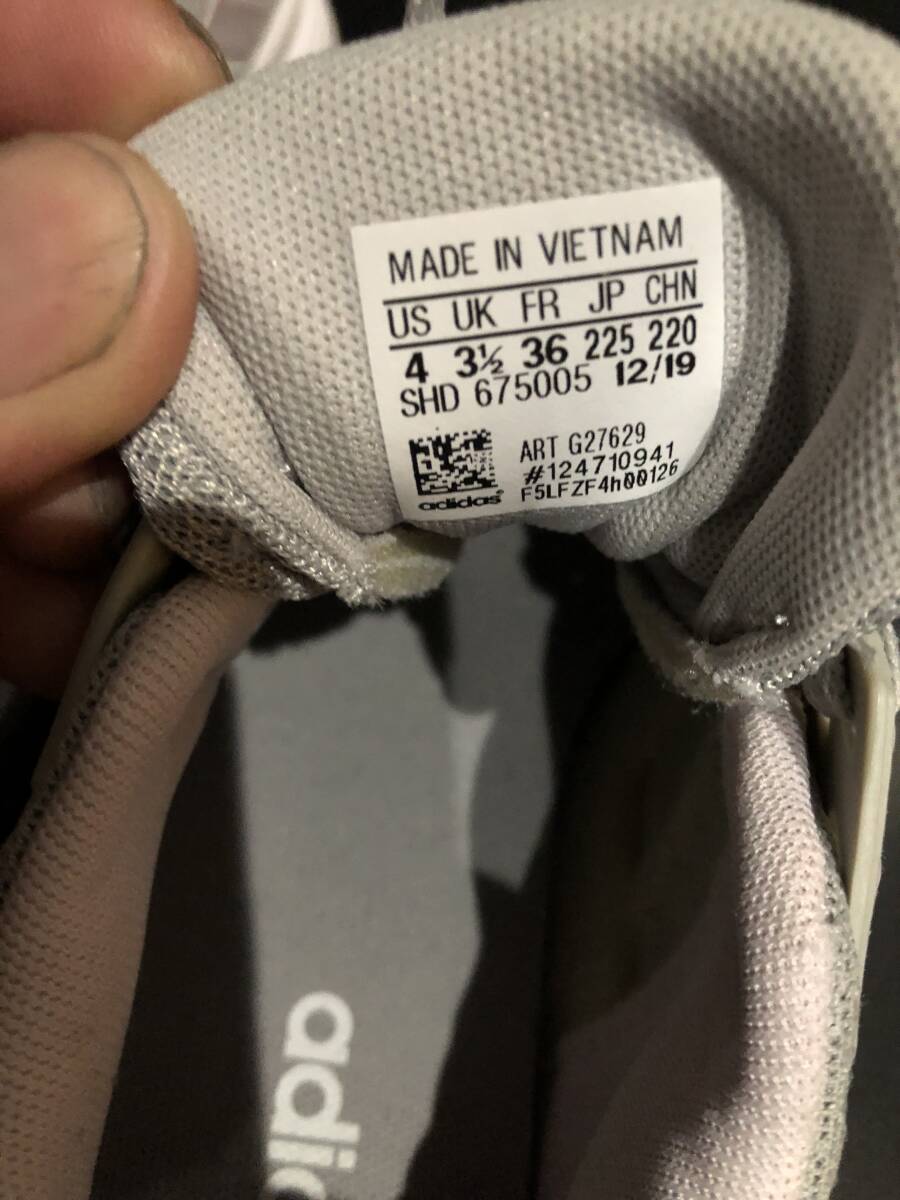 MADE IN VIETNAM
US UK FR JP CHN
4 3½ 36 225 220
SHD 675005 12/19
ART G27629
#124710941
F5LFZF4h00126
adidas
adid